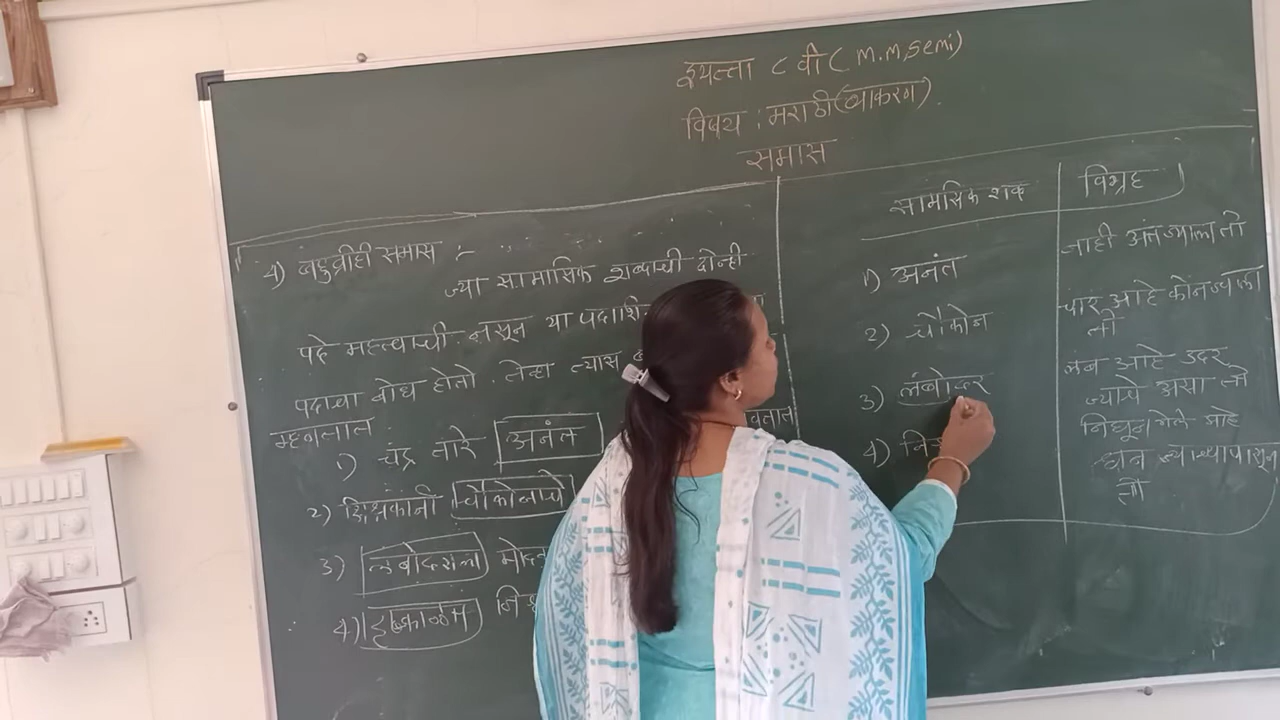 इयत्ता ८ वी ( M.M, Semi)
विषय : मराठी (व्याकरण).
समास
4) बहुव्रीही समास :-
ज्या सामासिक शब्दाची दोन्ही
पदे महत्वाची नसून या पदाशि
पदाचा बोध होतो . तेव्हा त्यास
म्हणतात
1) चंद्र तारे अनंत
2) शिक्षकांनी चौकोनाचे
3) लंबोदराला
4)
सामासिक शब्द
विग्रह
1) अनंत
नाही अंत ज्याला तो
2) चौकोन
चार आहे कोन ज्याला
तो
3) लंबोदर
लंब आहे उदर
ज्याचे असा तो
4)
निघून गेले आहे
धन ज्याच्यापासून
तो